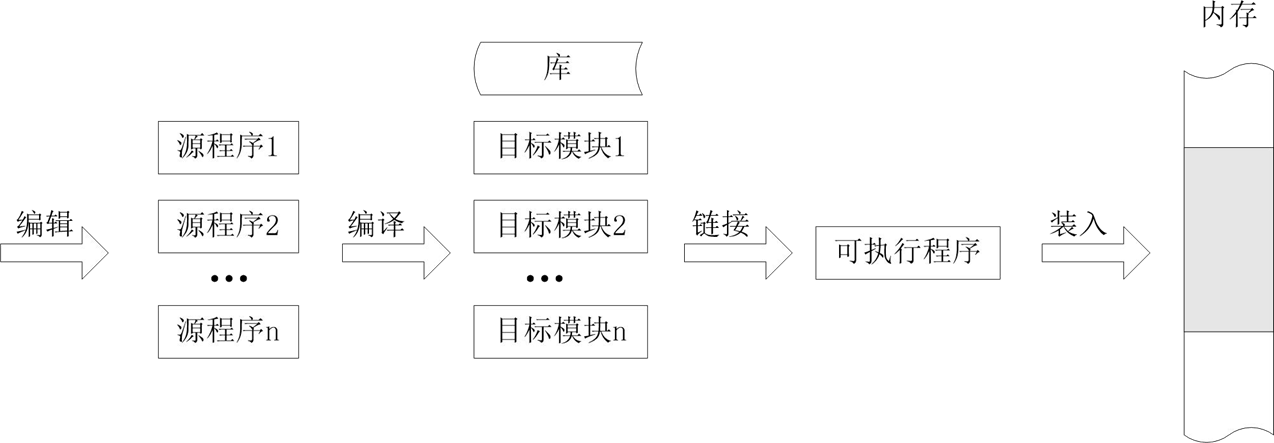 内存
库
源程序1
目标模块1
编辑
源程序2
编译
目标模块2
链接
可执行程序
装入
•••
•••
源程序n
目标模块n